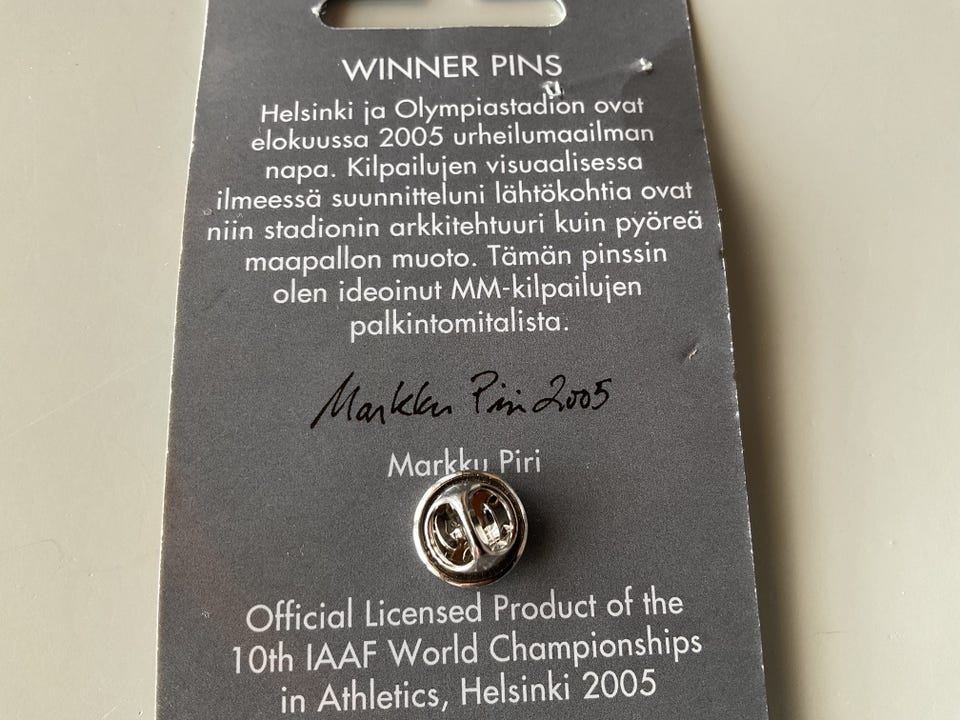 WINNER PINS
Helsinki ja Olympiastadion ovat
elokuussa 2005 urheilumaailman
napa. Kilpailujen visuaalisessa
ilmeessä suunnitteluni lähtökohtia ovat
niin stadionin arkkitehtuuri kuin pyöreä
maapallon muoto. Tämän pinssin
olen ideoinut MM-kilpailujen
palkintomitalista.
Markku Piri 2005
Markku Piri
Official Licensed Product of the
10th IAAF World Championships
in Athletics, Helsinki 2005